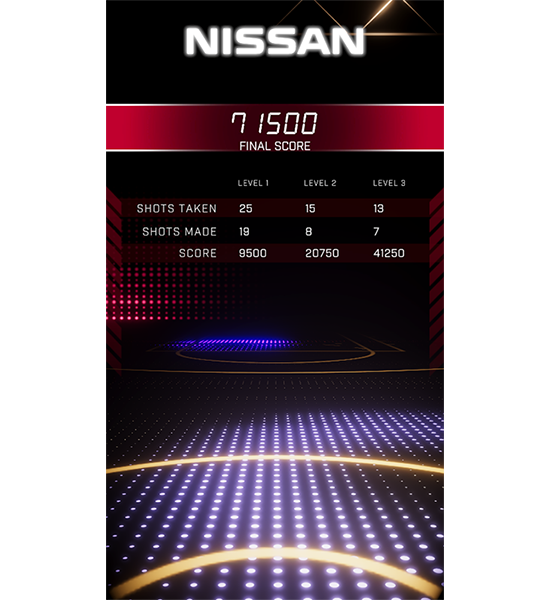 NISSAN
71500
FINAL SCORE
LEVEL 1 LEVEL 2 LEVEL 3
SHOTS TAKEN 25 15 13
SHOTS MADE 19 8 7
SCORE 9500 20750 41250